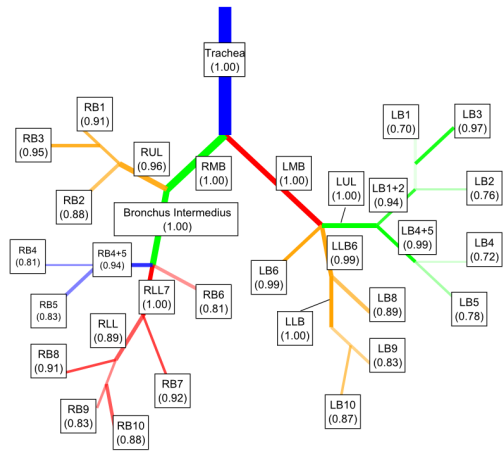 Trachea
(1.00)
RB1
(0.91)
LB1
(0.70)
LB3
(0.97)
RB3
(0.95)
RUL
(0.96)
RMB
(1.00)
LMB
(1.00)
LUL
(1.00)
LB1+2
(0.94)
LB2
(0.76)
RB2
(0.88)
Bronchus Intermedius
(1.00)
LB4+5
(0.99)
LB4
(0.72)
RB4
(0.81)
RB4+5
(0.94)
LLB6
(0.99)
LB6
(0.99)
RB5
(0.83)
RLL7
(1.00)
RB6
(0.81)
LB8
(0.89)
LB5
(0.78)
RLL
(0.89)
LLB
(1.00)
RB8
(0.91)
RB7
(0.92)
LB9
(0.83)
RB9
(0.83)
RB10
(0.88)
LB10
(0.87)